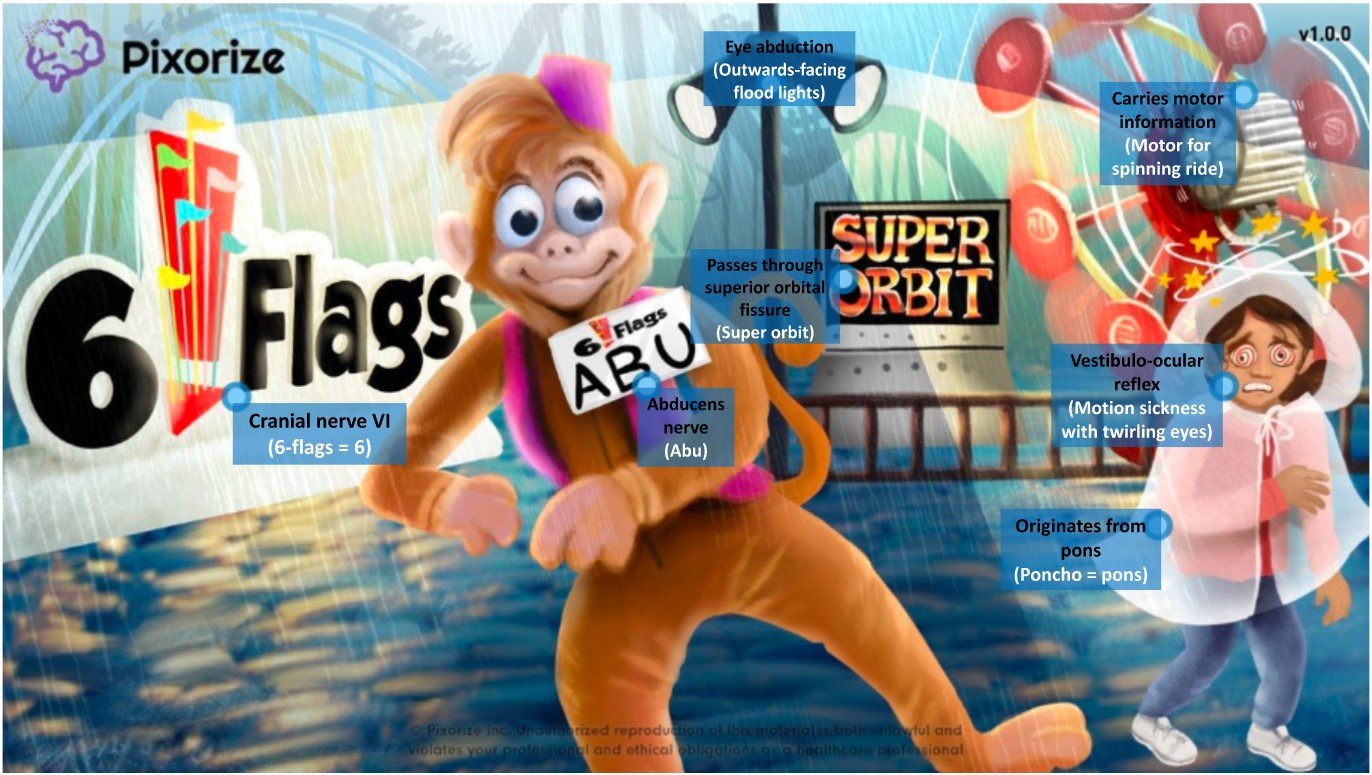 Pixorize
v1.0.0
Eye abduction
(Outwards-facing
flood lights)
Carries motor
information
(Motor for
spinning ride)
6 Flags
SUPER
ORBIT
Passes through
superior orbital
fissure
(Super orbit)
6 Flags
ABU
Abducens
nerve
(Abu)
Vestibulo-ocular
reflex
(Motion sickness
with twirling eyes)
Cranial nerve VI
(6-flags = 6)
Originates from
pons
(Poncho = pons)
© Pixorize Inc. Unauthorized reproduction of this material is both unlawful and
violates your professional and ethical obligations as a healthcare professional